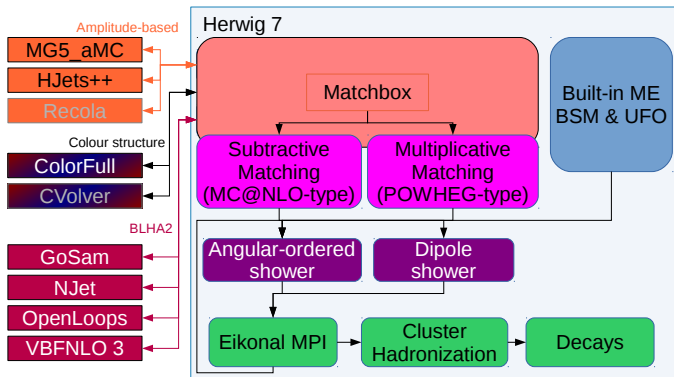 Amplitude-based
MG5_aMC
HJets++
Recola
Colour structure
ColorFull
CVolver
BLHA2
GoSam
NJet
OpenLoops
VBFNLO 3
Herwig 7
Matchbox
Built-in ME
BSM & UFO
Subtractive
Matching
(MC@NLO-type)
Multiplicative
Matching
(POWHEG-type)
Angular-ordered
shower
Dipole
shower
Eikonal MPI
Cluster
Hadronization
Decays